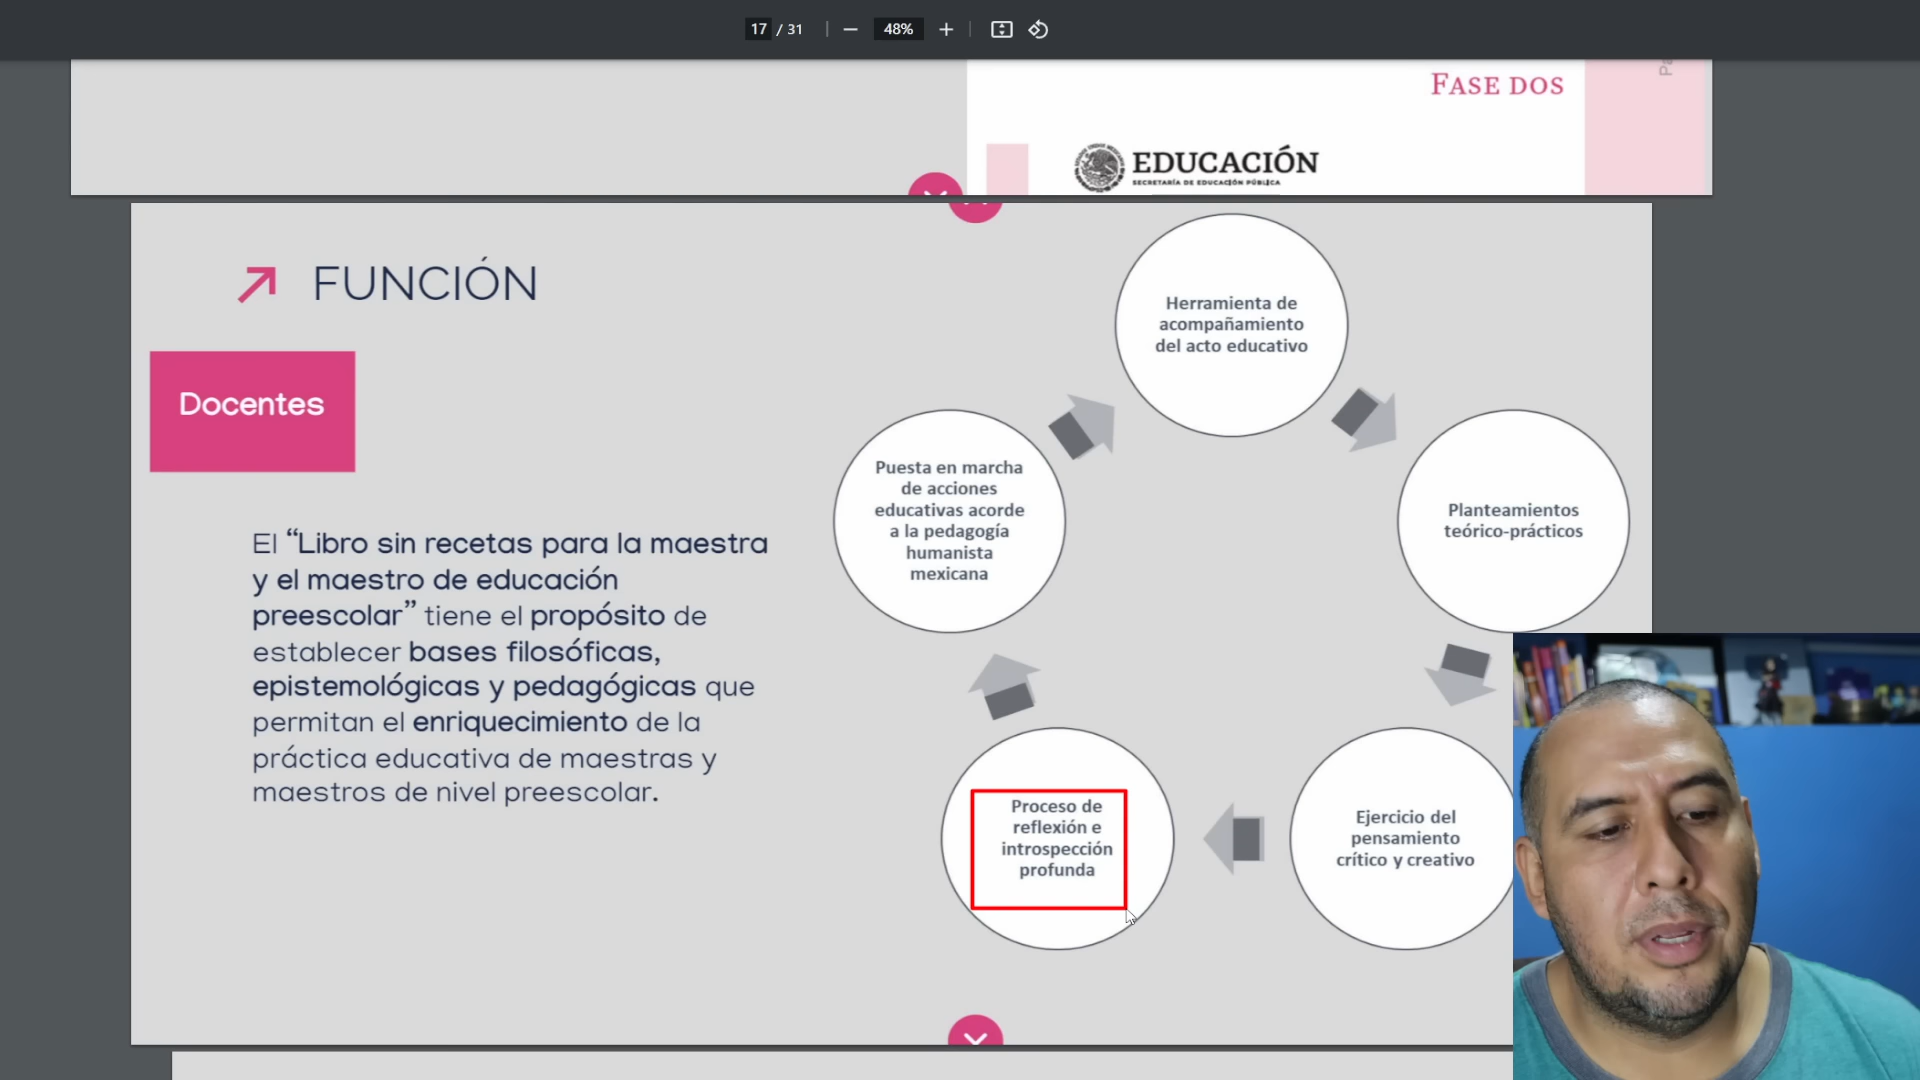 17 / 31
48%
FASE DOS
Pa
EDUCACIÓN
SECRETARÍA DE EDUCACIÓN PÚBLICA
FUNCIÓN
Docentes
El “Libro sin recetas para la maestra
y el maestro de educación
preescolar” tiene el propósito de
establecer bases filosóficas,
epistemológicas y pedagógicas que
permitan el enriquecimiento de la
práctica educativa de maestras y
maestros de nivel preescolar.
Herramienta de
acompañamiento
del acto educativo
Planteamientos
teórico-prácticos
Ejercicio del
pensamiento
crítico y creativo
Proceso de
reflexión e
introspección
profunda
Puesta en marcha
de acciones
educativas acorde
a la pedagogía
humanista
mexicana